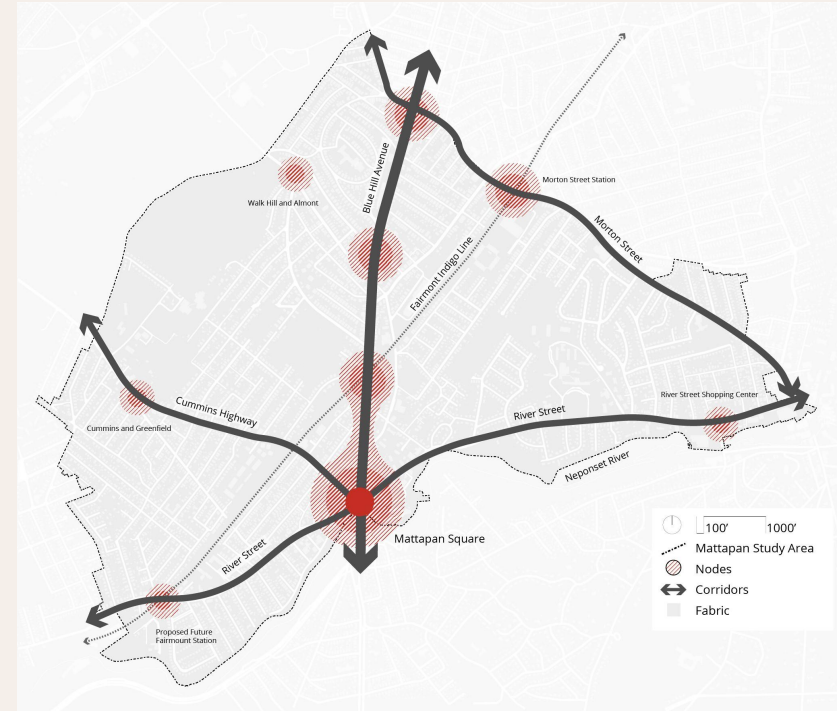 Morton Street Station
Walk Hill and Almont
Blue Hill Avenue
Morton Street
Fairmont Indigo Line
River Street Shopping Center
Cummins Highway
River Street
Cummins and Greenfield
Neponset River
Mattapan Square
River Street
Proposed Future
Fairmount Station
100’ 1000’
Mattapan Study Area
Nodes
Corridors
Fabric